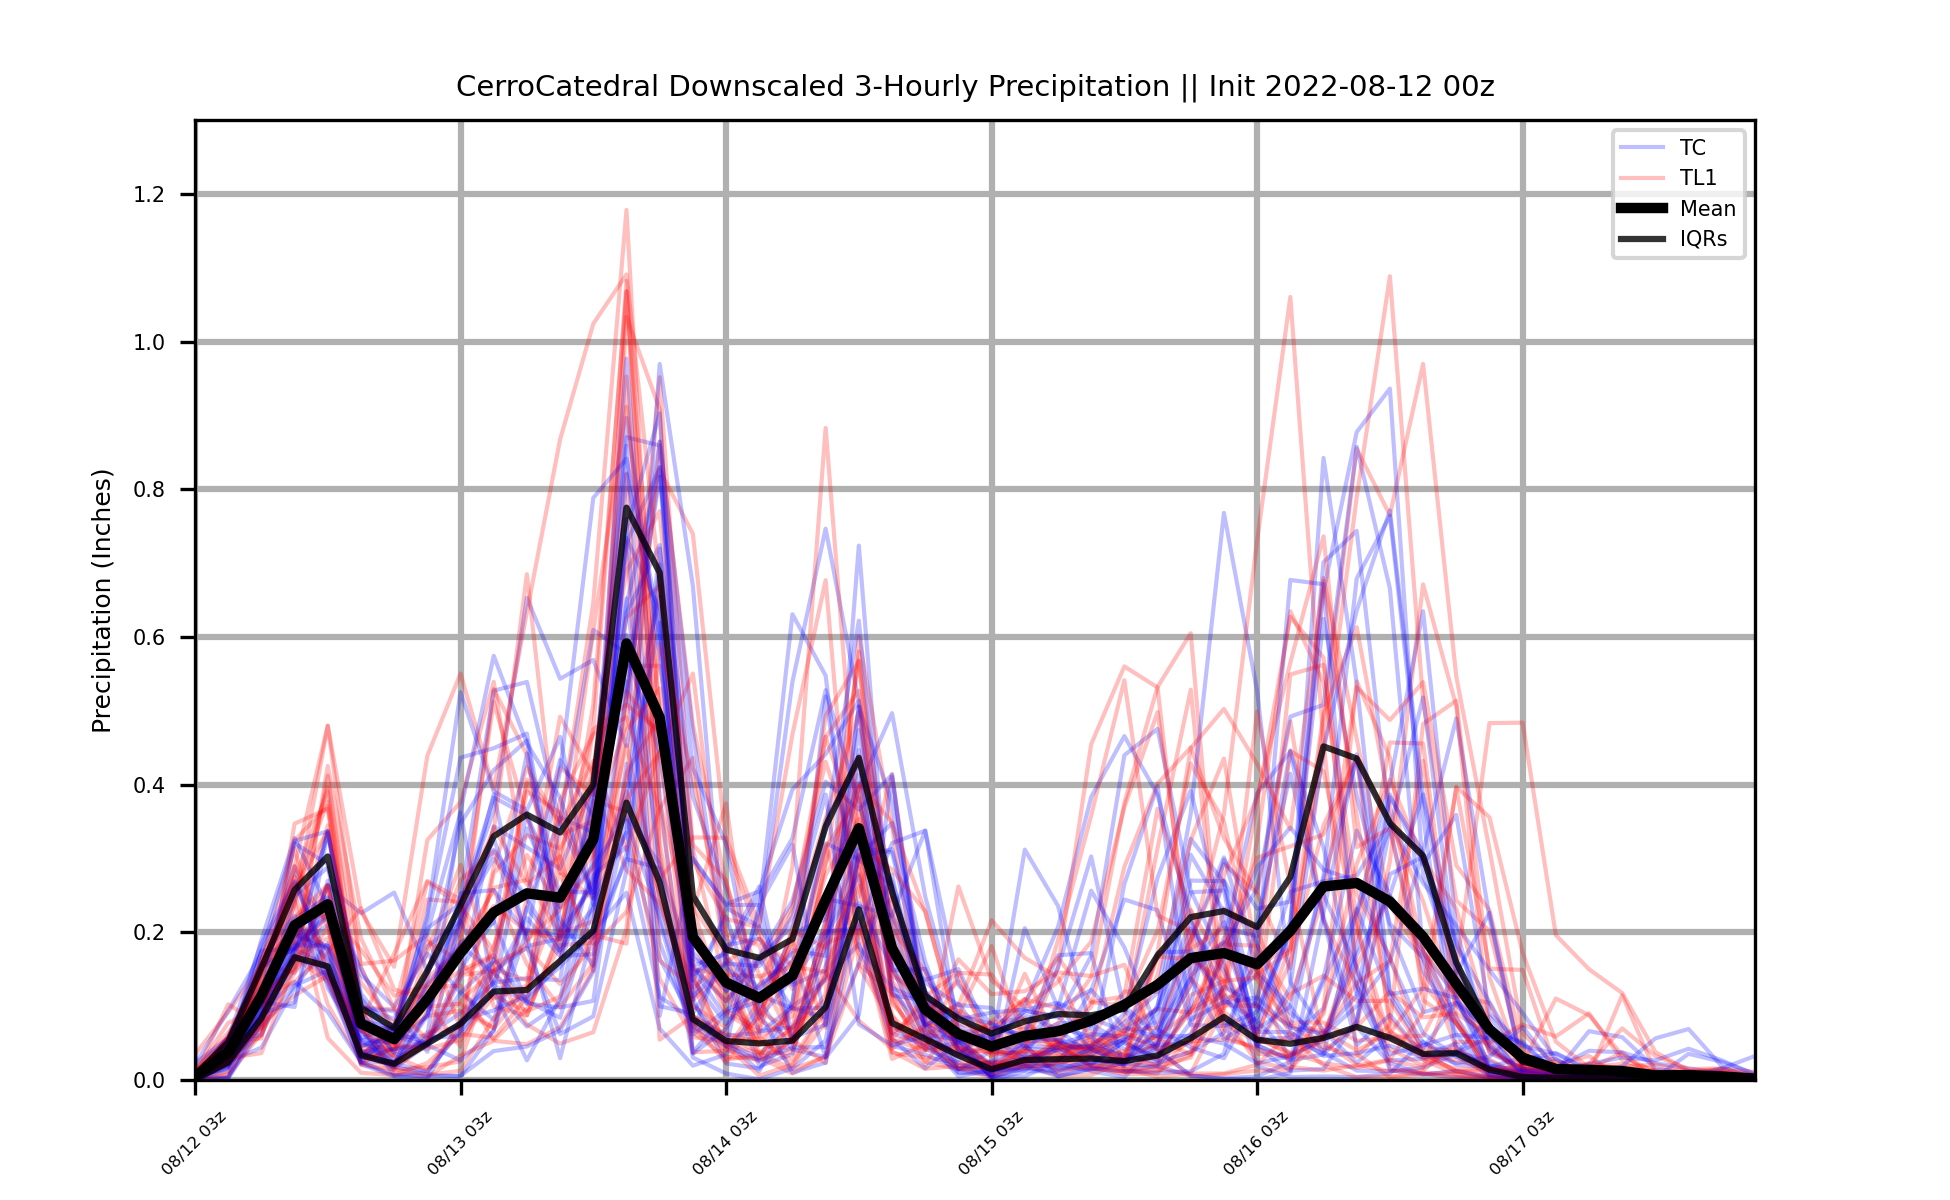 CerroCatedral Downscaled 3-Hourly Precipitation || Init 2022-08-12 00z
TC
TL1
Mean
IQRs
Precipitation (Inches)
1.2
1.0
0.8
0.6
0.4
0.2
0.0
08/12 03z
08/13 03z
08/14 03z
08/15 03z
08/16 03z
08/17 03z